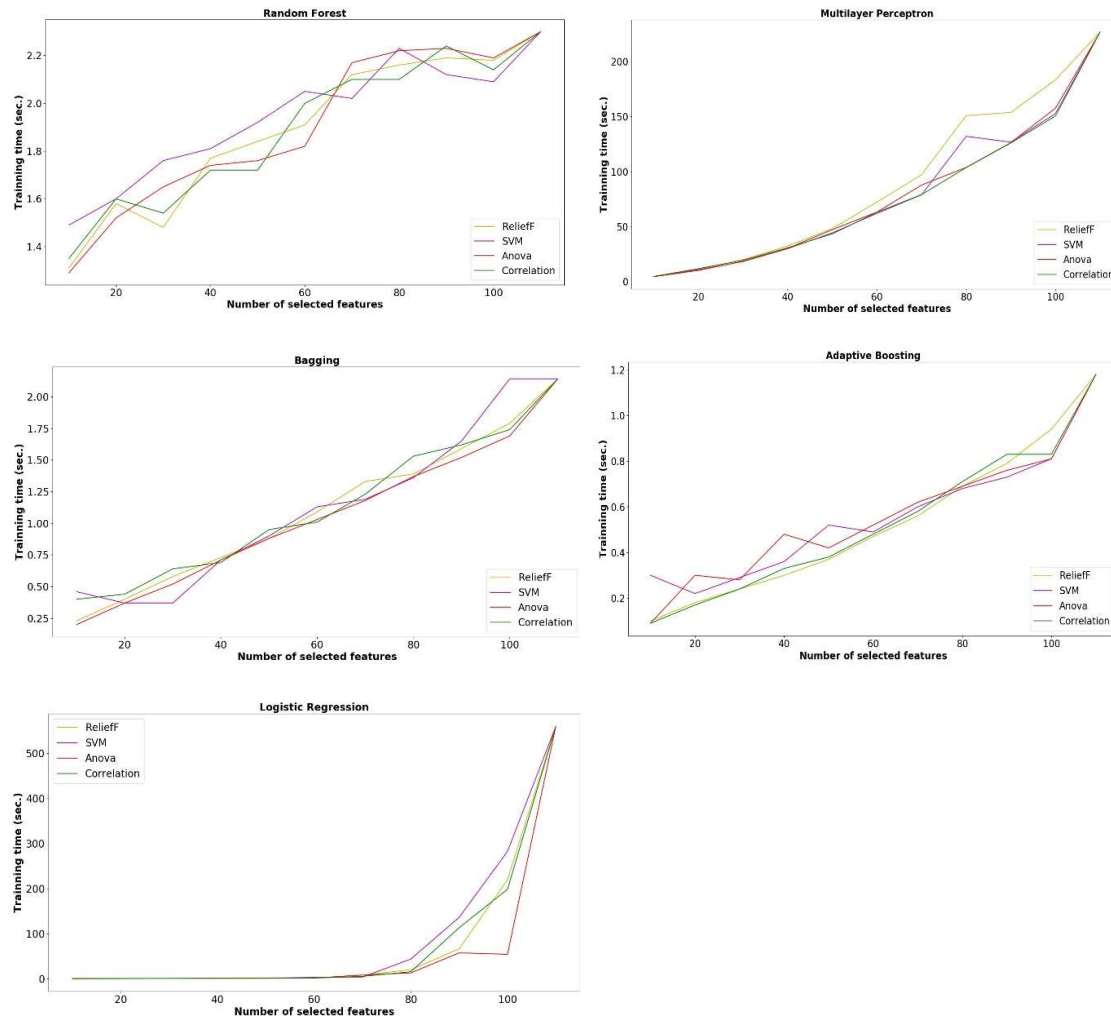 Random Forest
Trainning time (sec.)
2.2
2.0
1.8
1.6
1.4
20
40
60
80
100
Number of selected features
ReliefF
SVM
Anova
Correlation
Multilayer Perceptron
Trainning time (sec.)
200
150
100
50
0
20
40
60
80
100
Number of selected features
ReliefF
SVM
Anova
Correlation
Bagging
Trainning time (sec.)
2.00
1.75
1.50
1.25
1.00
0.75
0.50
0.25
20
40
60
80
100
Number of selected features
ReliefF
SVM
Anova
Correlation
Adaptive Boosting
Trainning time (sec.)
1.2
1.0
0.8
0.6
0.4
0.2
20
40
60
80
100
Number of selected features
ReliefF
SVM
Anova
Correlation
Logistic Regression
Trainning time (sec.)
500
400
300
200
100
0
20
40
60
80
100
Number of selected features
ReliefF
SVM
Anova
Correlation